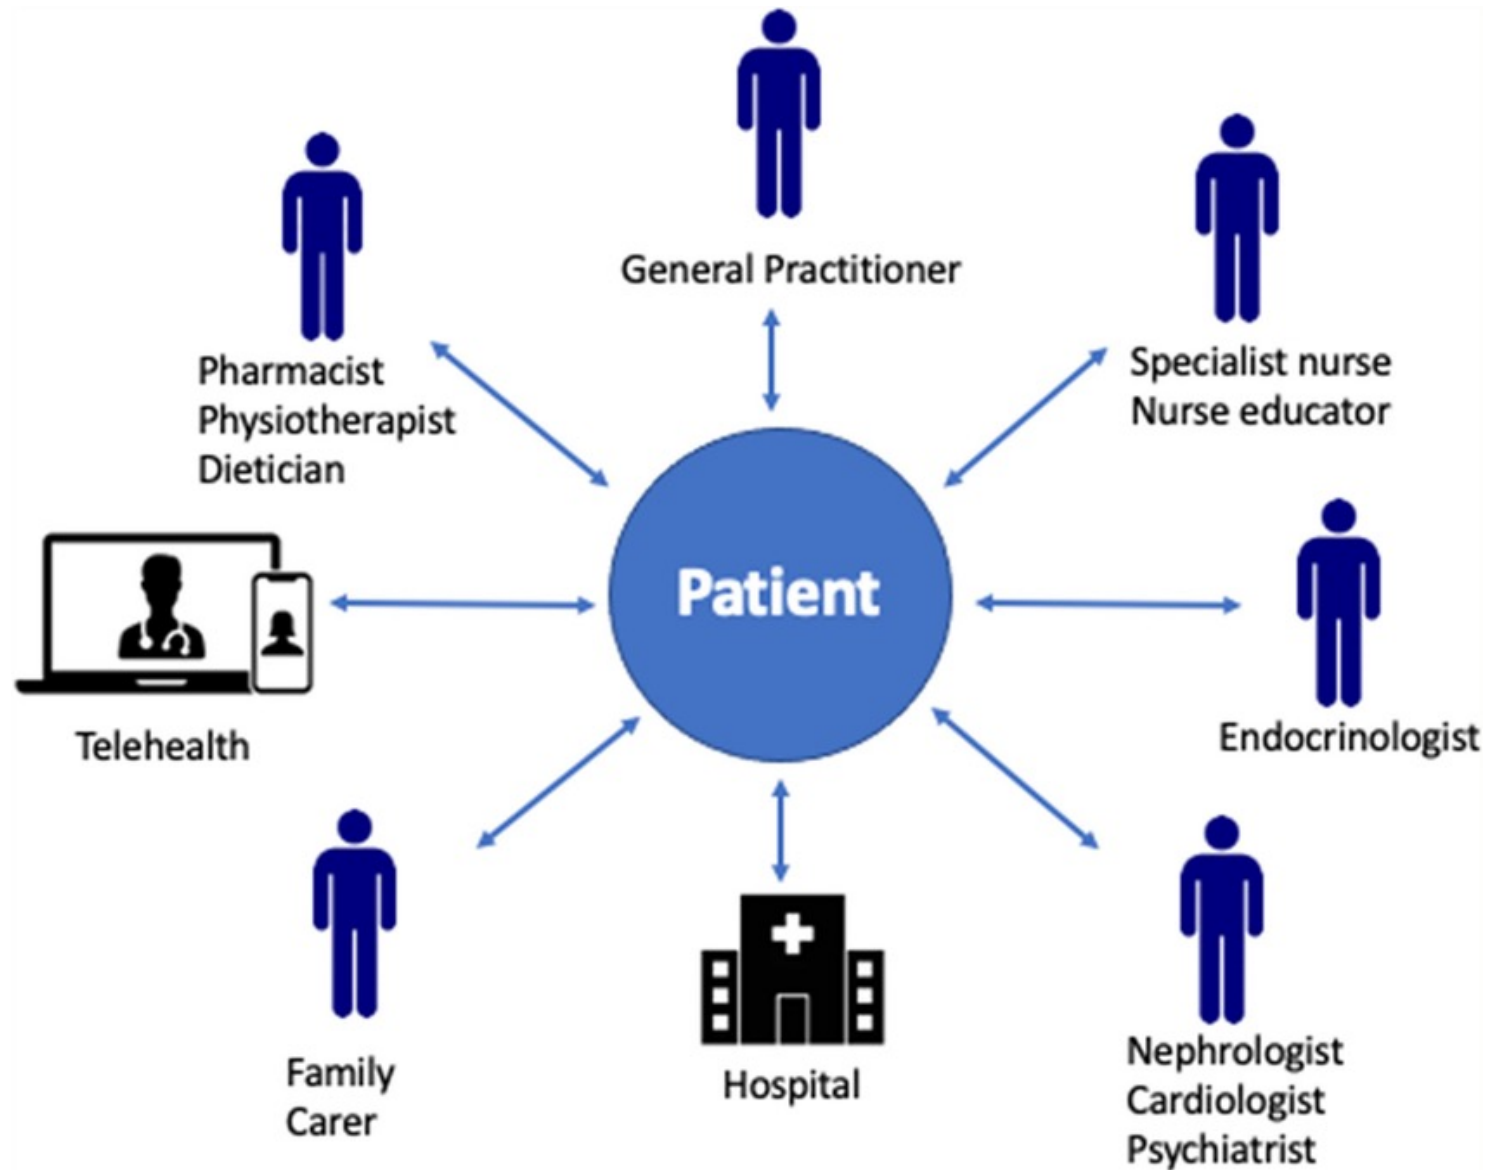 General Practitioner
Specialist nurse
Nurse educator
Pharmacist
Physiotherapist
Dietician
Patient
Telehealth
Endocrinologist
Family
Carer
Hospital
Nephrologist
Cardiologist
Psychiatrist